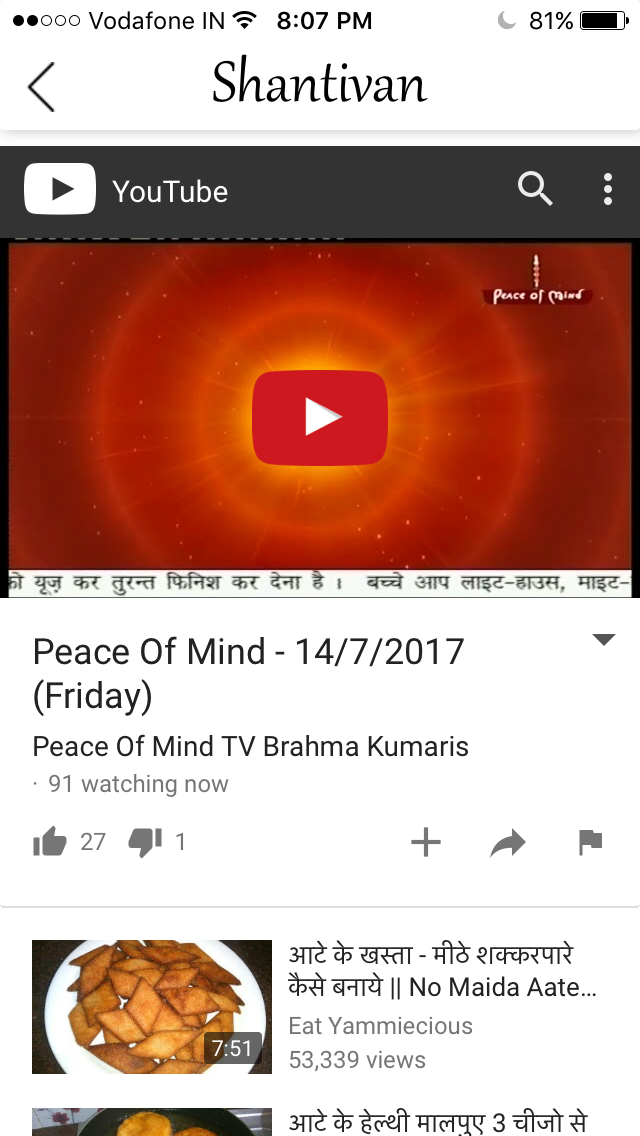 Vodafone IN 8:07 PM 81%
Shantivan
YouTube
Peace of Mind
को यूज़ कर तुरन्त फिनिश कर देना है । बच्चे आप लाइट-हाउस, माइट-
Peace Of Mind - 14/7/2017
(Friday)
Peace Of Mind TV Brahma Kumaris
· 91 watching now
27 1
आटे के खस्ता - मीठे शक्करपारे
कैसे बनाये || No Maida Aate...
Eat Yammiecious
53,339 views
7:51
आटे के हेल्थी मालपुए 3 चीजो से